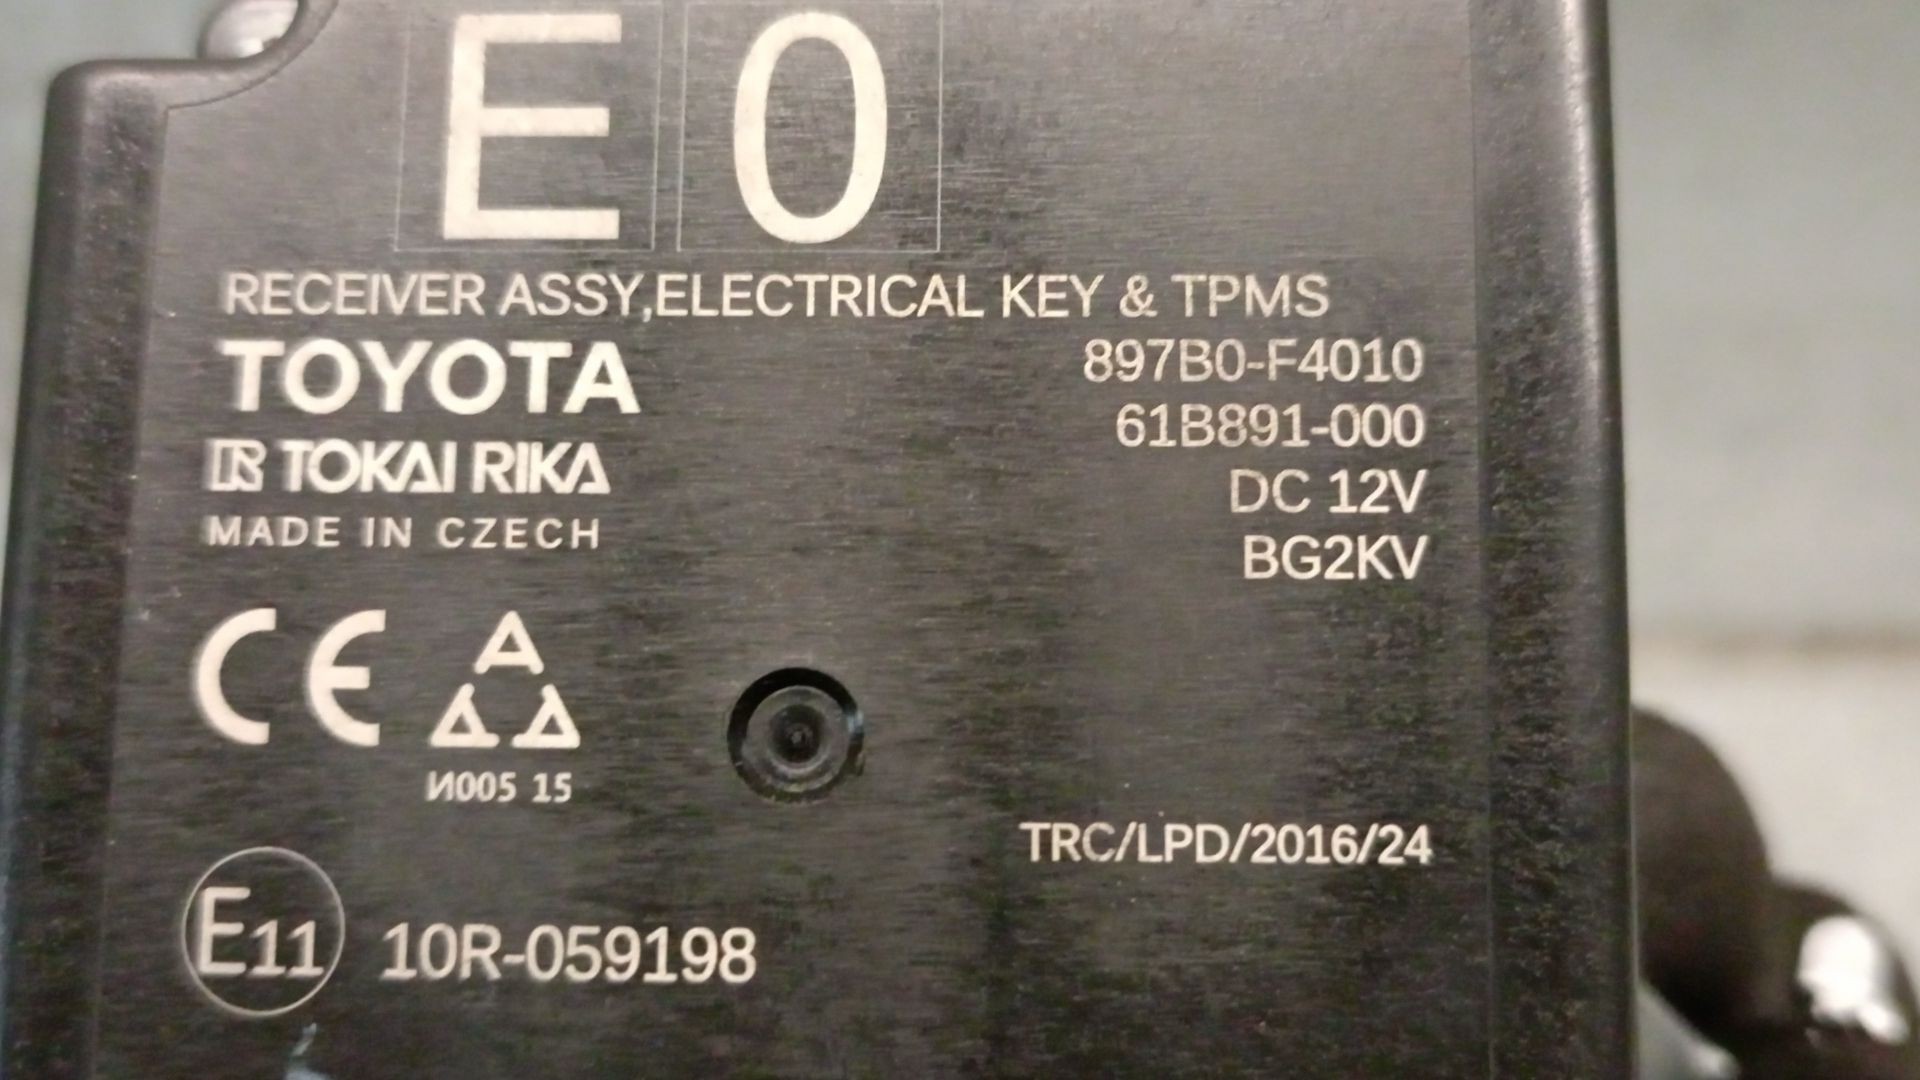 E 0
RECEIVER ASSY,ELECTRICAL KEY & TPMS
TOYOTA 897B0-F4010
TOKAI RIKA 61B891-000
DC 12V
MADE IN CZECH
BG2KV
CE
И005 15
TRC/LPD/2016/24
E11 10R-059198